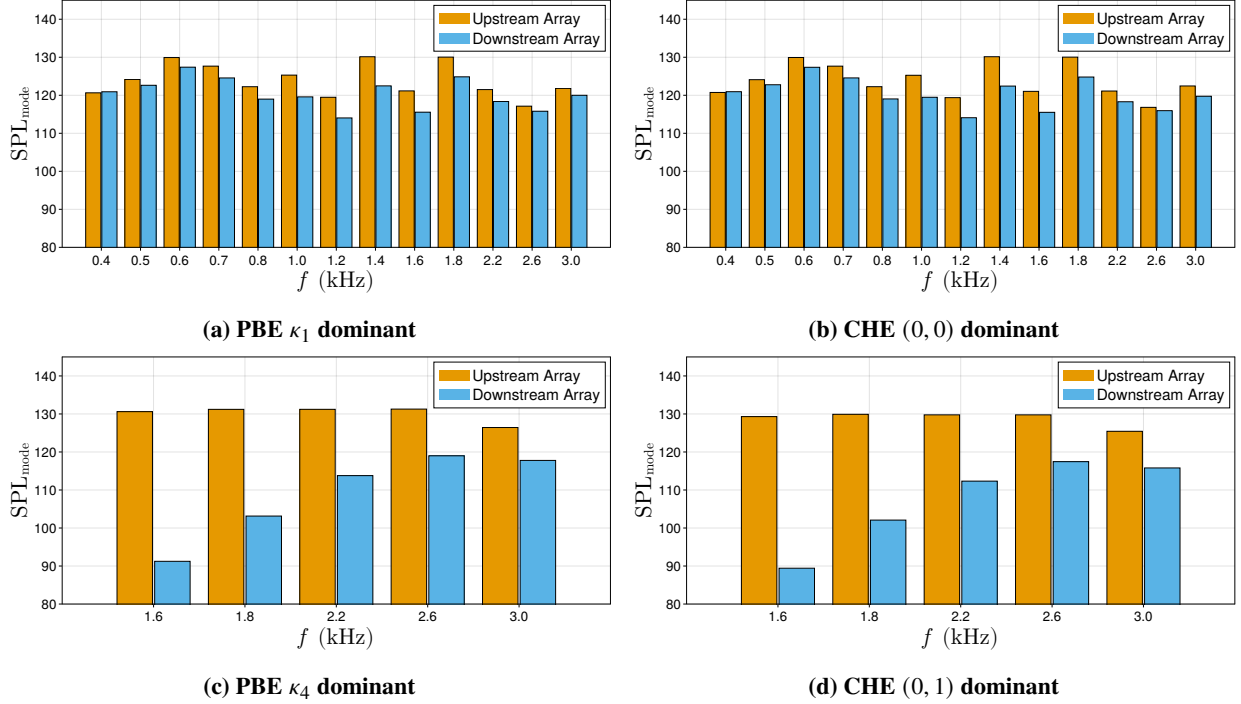 140
130
120
110
100
90
80
SPL_mode
Upstream Array
Downstream Array
0.4 0.5 0.6 0.7 0.8 1.0 1.2 1.4 1.6 1.8 2.2 2.6 3.0
f (kHz)
(a) PBE κ₁ dominant
140
130
120
110
100
90
80
SPL_mode
Upstream Array
Downstream Array
0.4 0.5 0.6 0.7 0.8 1.0 1.2 1.4 1.6 1.8 2.2 2.6 3.0
f (kHz)
(b) CHE (0, 0) dominant
140
130
120
110
100
90
80
SPL_mode
Upstream Array
Downstream Array
1.6 1.8 2.2 2.6 3.0
f (kHz)
(c) PBE κ₄ dominant
140
130
120
110
100
90
80
SPL_mode
Upstream Array
Downstream Array
1.6 1.8 2.2 2.6 3.0
f (kHz)
(d) CHE (0, 1) dominant